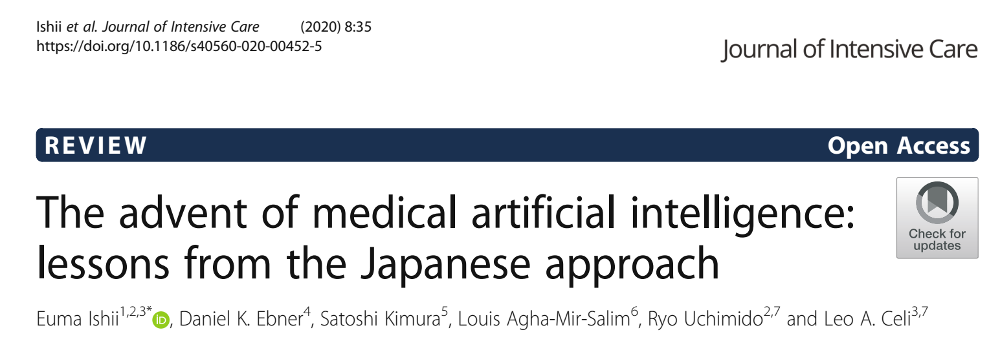 Ishii et al. Journal of Intensive Care (2020) 8:35
https://doi.org/10.1186/s40560-020-00452-5
Journal of Intensive Care
REVIEW Open Access
The advent of medical artificial intelligence:
lessons from the Japanese approach
Check for
updates
Euma Ishii1,2,3* iD, Daniel K. Ebner4, Satoshi Kimura5, Louis Agha-Mir-Salim6, Ryo Uchimido2,7 and Leo A. Celi3,7